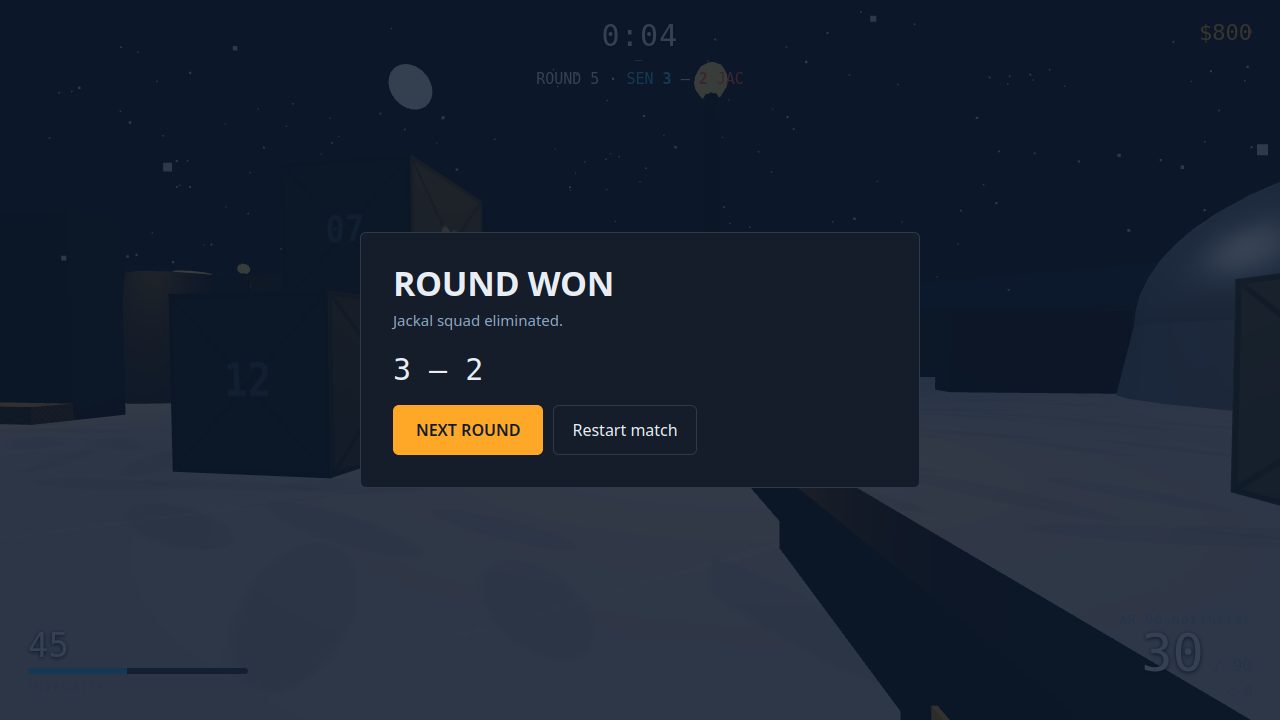 0:04
$800
ROUND 5 · SEN 3 — 2 JAC
07
ROUND WON
Jackal squad eliminated.
3 — 2
12
NEXT ROUND
Restart match
45
30 / 90